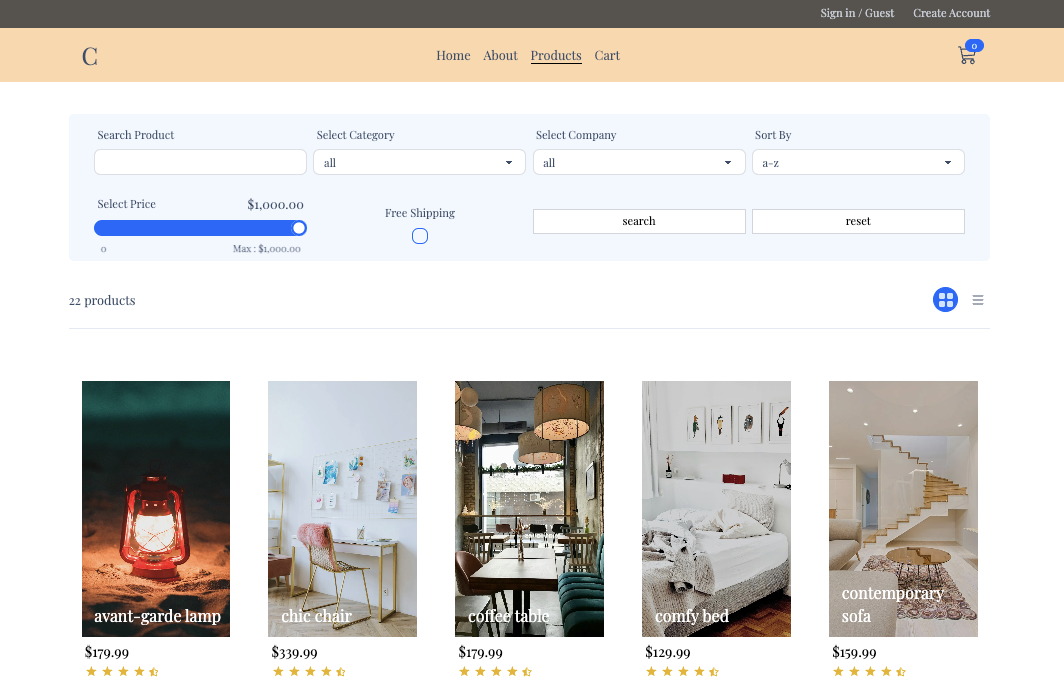 Sign in / Guest Create Account
C Home About Products Cart 0
Search Product Select Category Select Company Sort By
all all a-z
Select Price $1,000.00 Free Shipping search reset
0 Max : $1,000.00
22 products
avant-garde lamp chic chair coffee table comfy bed contemporary sofa
$179.99 $339.99 $179.99 $129.99 $159.99